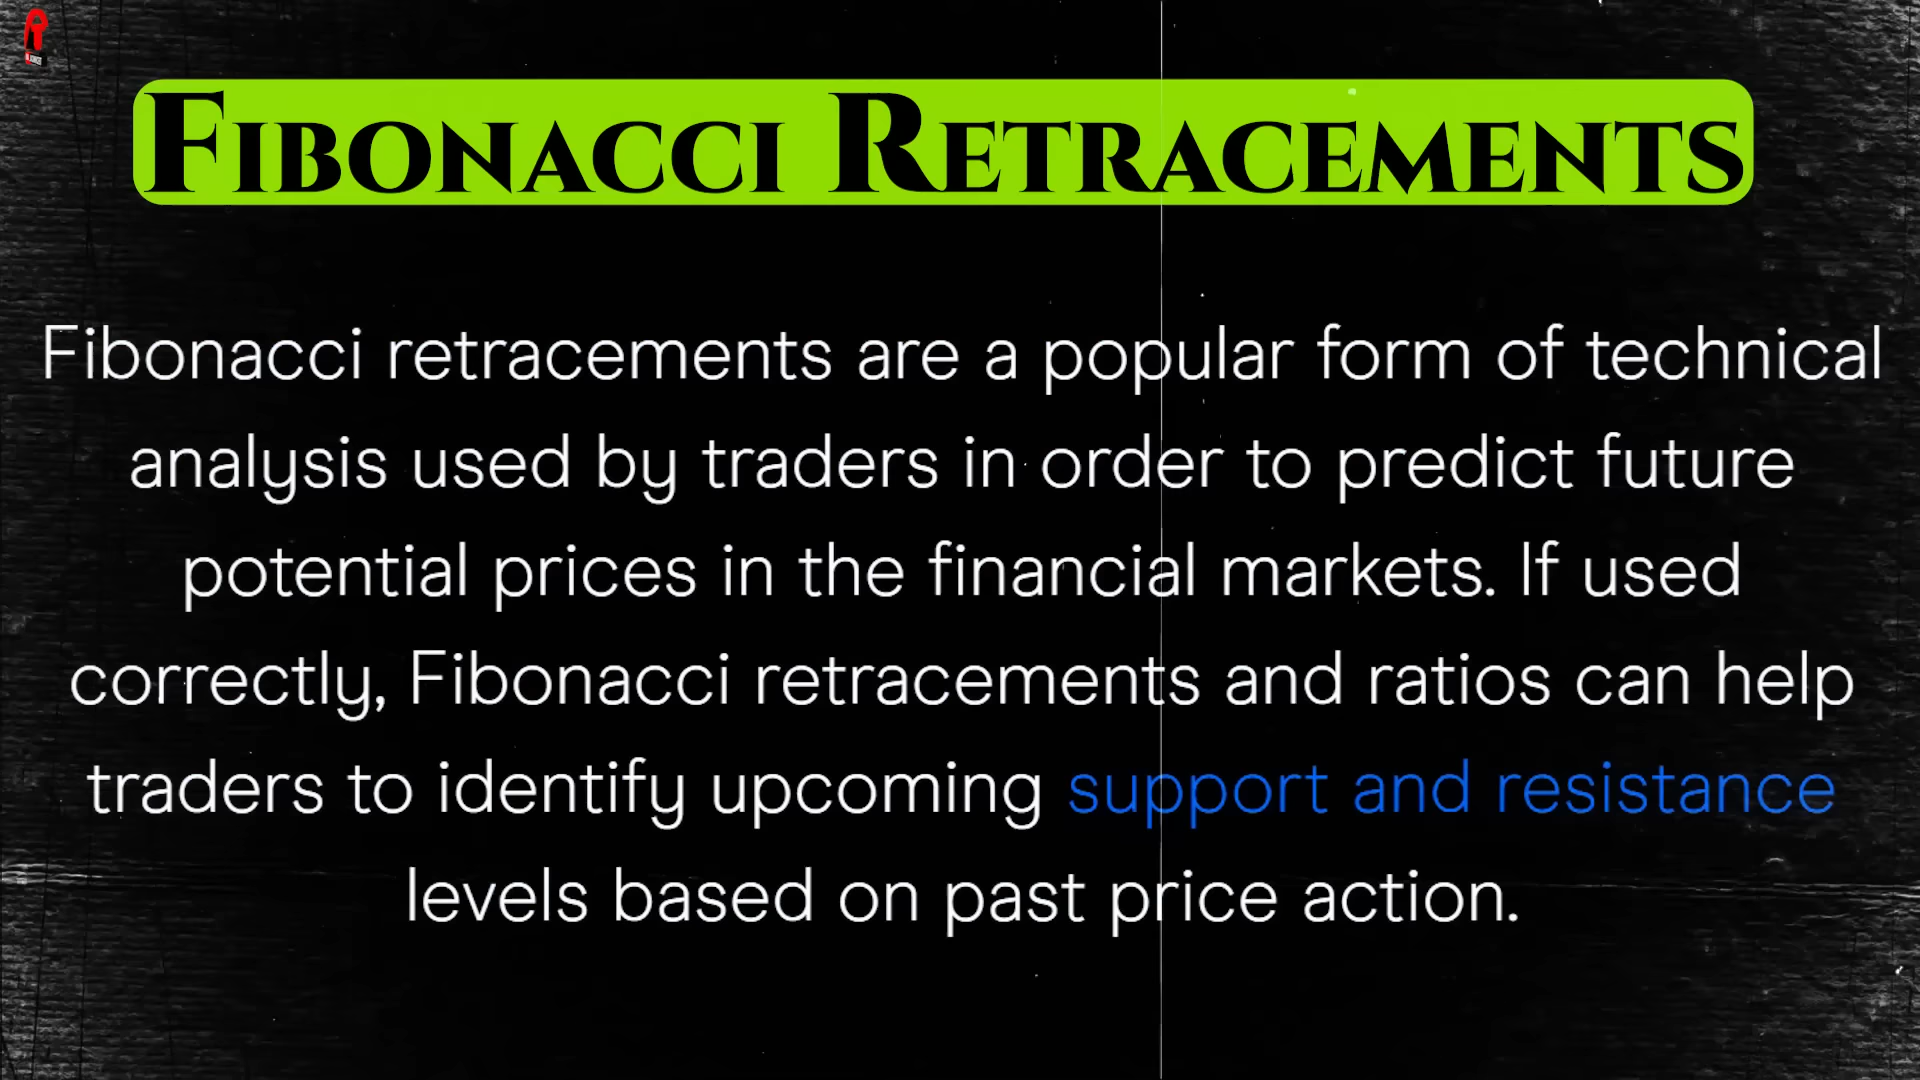 Fibonacci Retracements
Fibonacci retracements are a popular form of technical
analysis used by traders in order to predict future
potential prices in the financial markets. If used
correctly, Fibonacci retracements and ratios can help
traders to identify upcoming support and resistance
levels based on past price action.